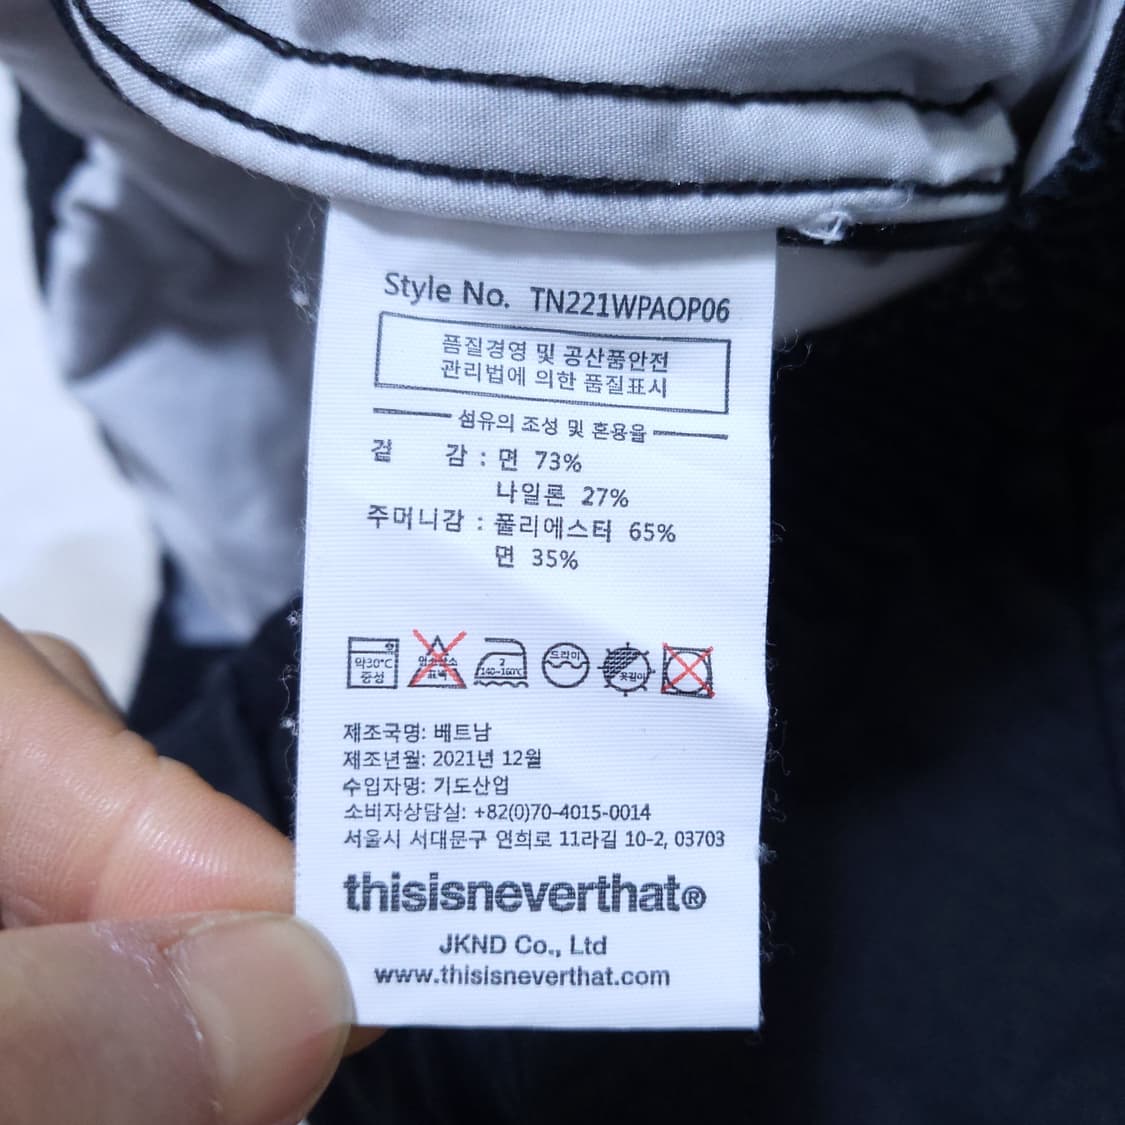 Style No. TN221WPAOP06
품질경영 및 공산품안전
관리법에 의한 품질표시
섬유의 조성 및 혼용율
겉 감 : 면 73%
나일론 27%
주머니감 : 폴리에스터 65%
면 35%
약30℃ 중성
2 140~160℃
드라이
옷걸이
제조국명: 베트남
제조년월: 2021년 12월
수입자명: 기도산업
소비자상담실: +82(0)70-4015-0014
서울시 서대문구 연희로 11라길 10-2, 03703
thisisneverthat®
JKND Co., Ltd
www.thisisneverthat.com